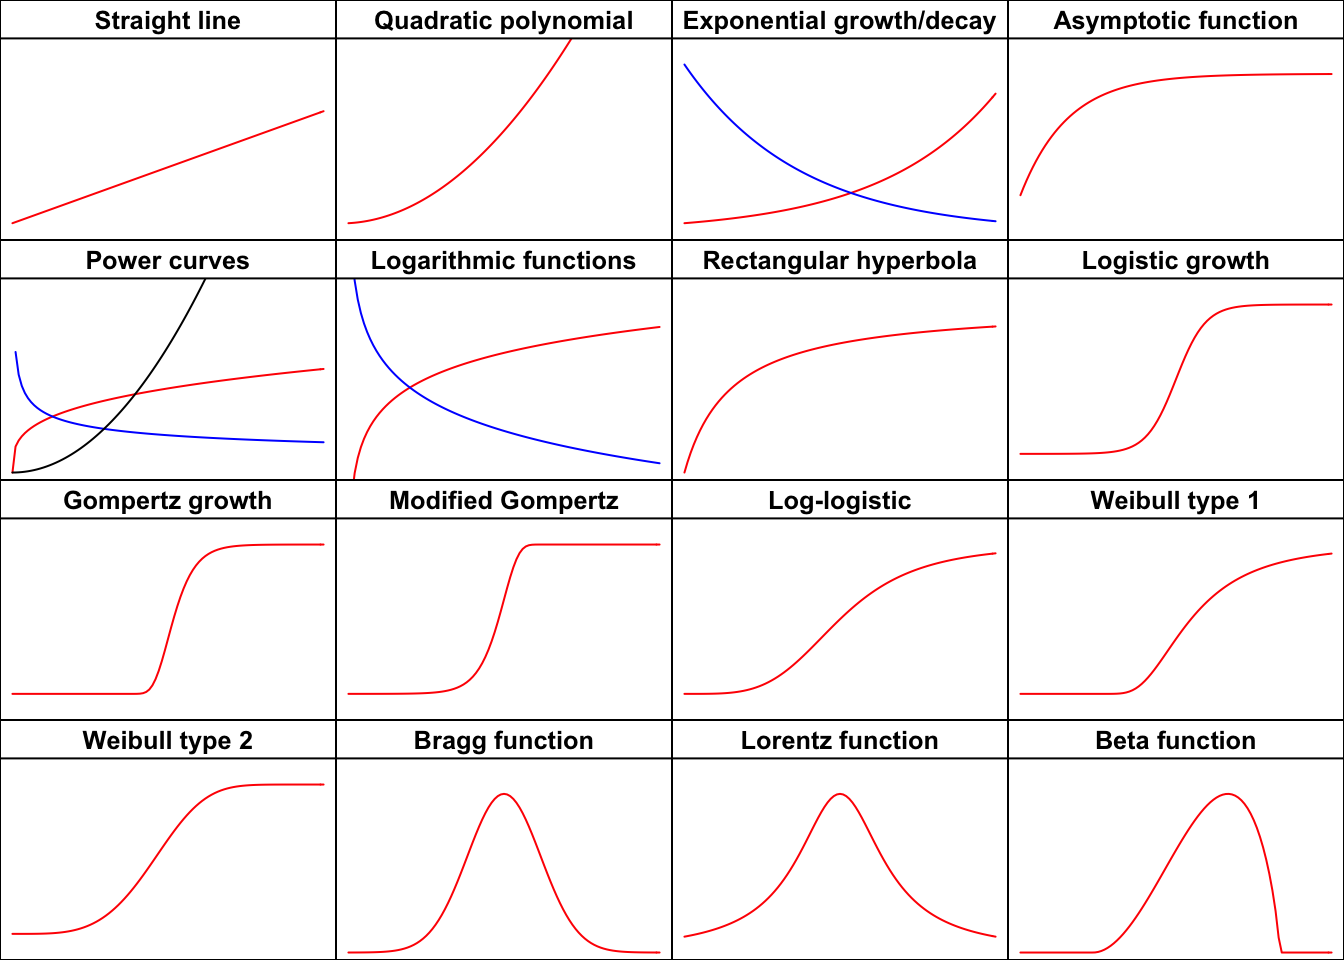 Straight line
Quadratic polynomial
Exponential growth/decay
Asymptotic function
Power curves
Logarithmic functions
Rectangular hyperbola
Logistic growth
Gompertz growth
Modified Gompertz
Log-logistic
Weibull type 1
Weibull type 2
Bragg function
Lorentz function
Beta function